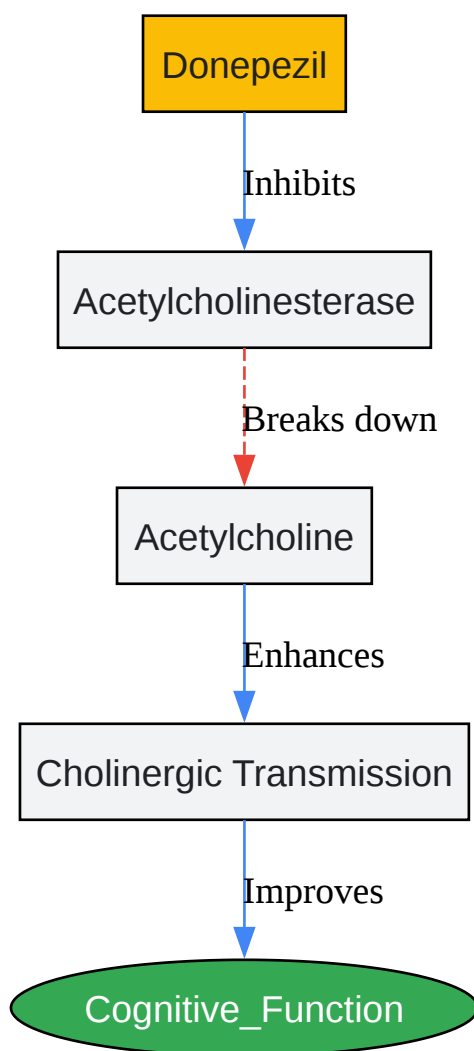 Donepezil
Inhibits
Acetylcholinesterase
Breaks down
Acetylcholine
Enhances
Cholinergic Transmission
Improves
Cognitive_Function